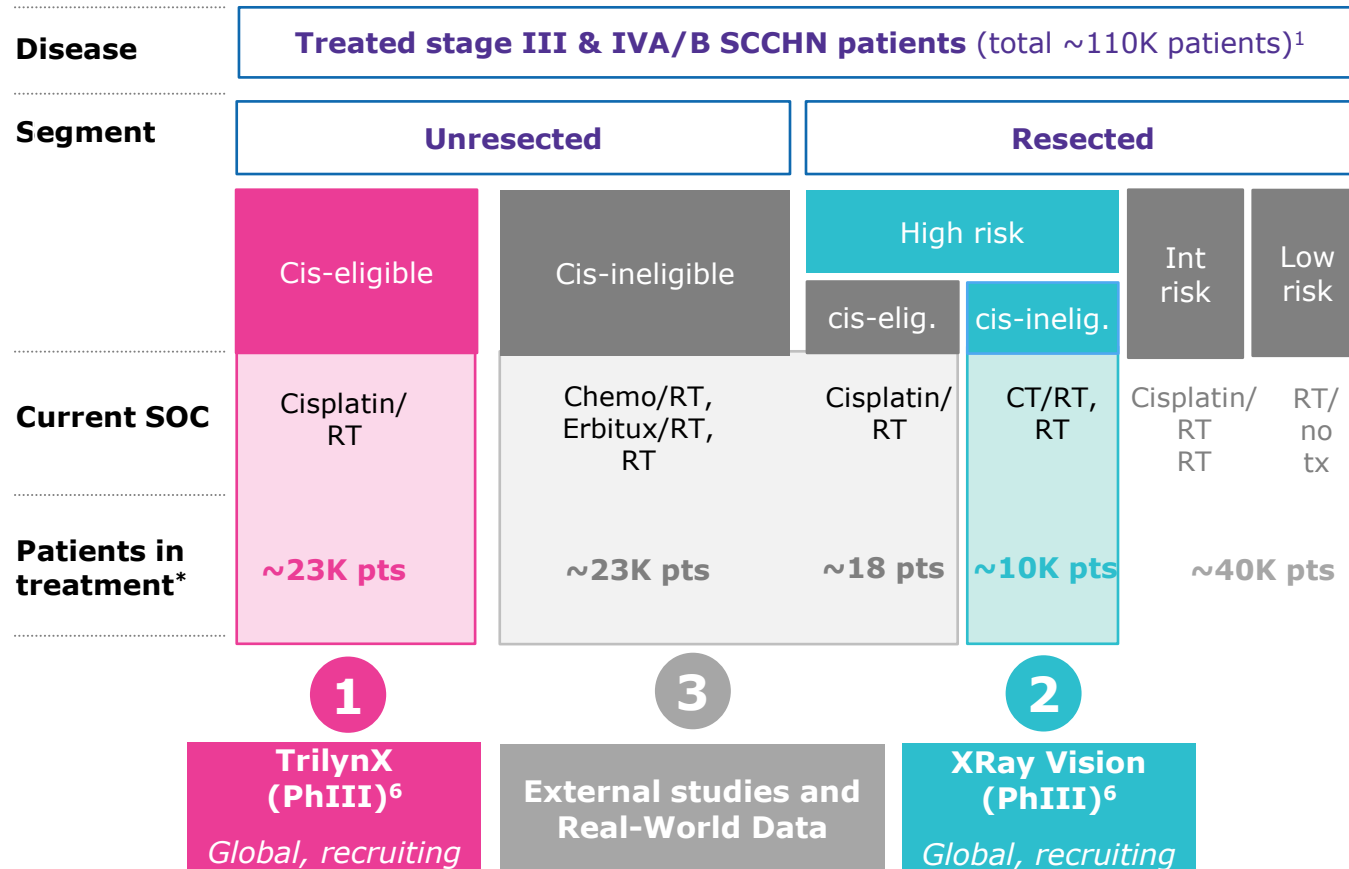 Disease
Treated stage III & IVA/B SCCHN patients (total ~110K patients)¹
Segment
Unresected
Resected
Cis-eligible
Cis-ineligible
High risk
cis-elig.
cis-inelig.
Int
risk
Low
risk
Current SOC
Cisplatin/
RT
Chemo/RT,
Erbitux/RT,
RT
Cisplatin/
RT
CT/RT,
RT
Cisplatin/
RT
RT
RT/
no
tx
Patients in
treatment*
~23K pts
~23K pts
~18 pts
~10K pts
~40K pts
1
3
2
TrilynX
(PhIII)⁶
Global, recruiting
External studies and
Real-World Data
XRay Vision
(PhIII)⁶
Global, recruiting